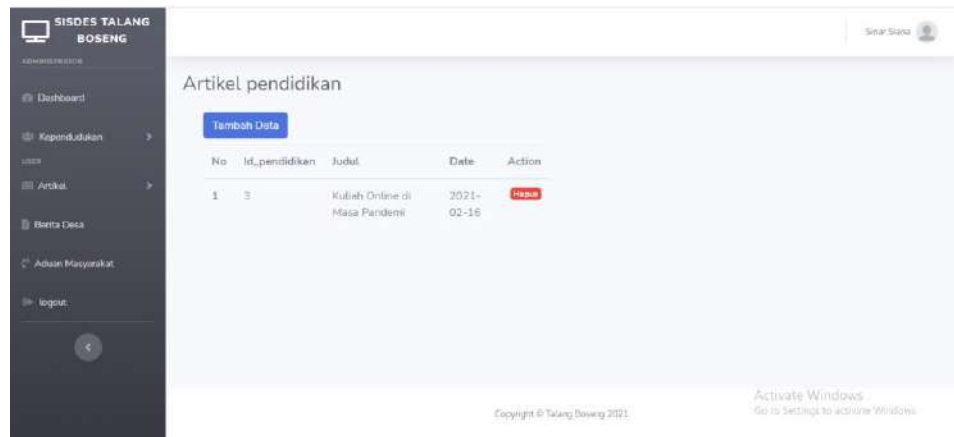 SISDES TALANG
BOSENG
ADMINISTRATOR
Dashboard
Kependudukan
USER
Artikel
Berita Desa
Aduan Masyarakat
logout
Sinar Siana
Artikel pendidikan
Tambah Data
No Id_pendidikan Judul Date Action
1 3 Kuliah Online di 2021- Hapus
Masa Pandemi 02-16
Copyright © Talang Boseng 2021
Activate Windows
Go to Settings to activate Windows.